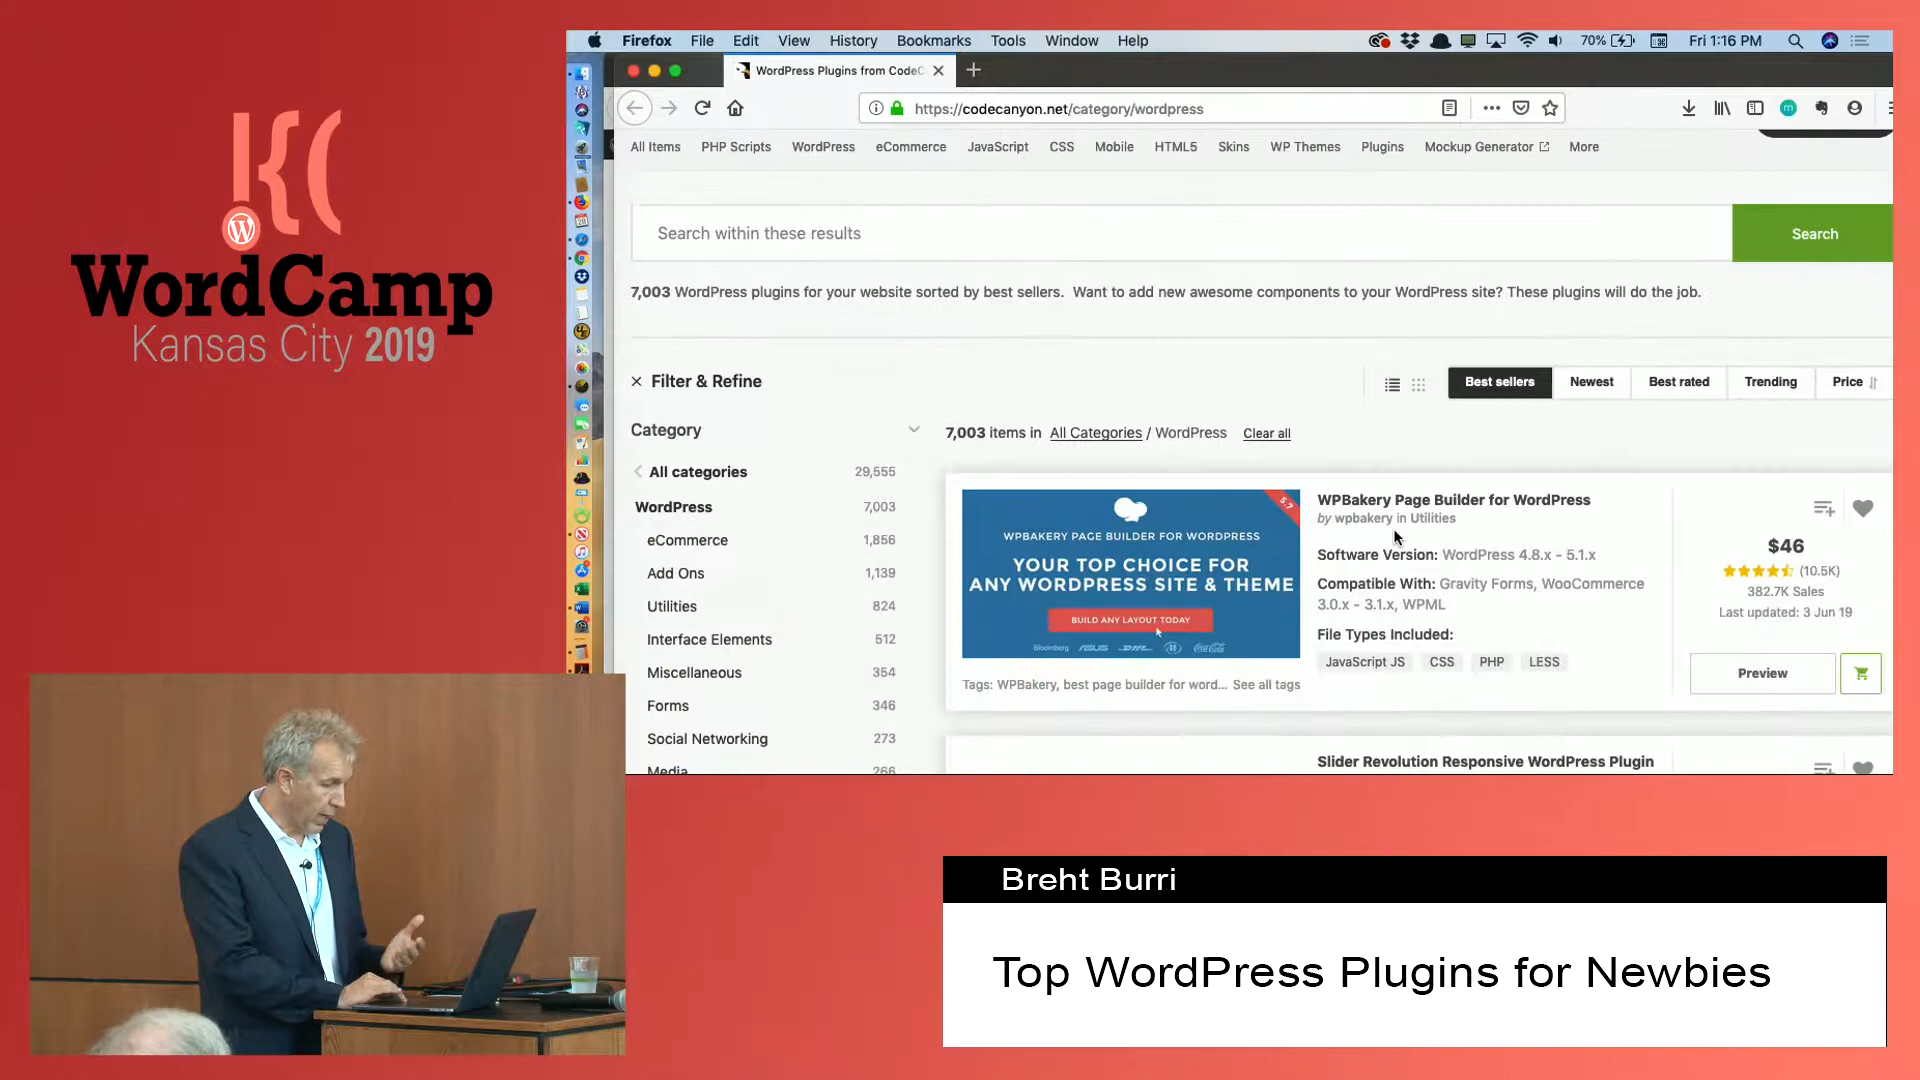 K(
W
WordCamp
Kansas City 2019
Firefox File Edit View History Bookmarks Tools Window Help
70% Fri 1:16 PM
WordPress Plugins from CodeC
https://codecanyon.net/category/wordpress
All Items PHP Scripts WordPress eCommerce JavaScript CSS Mobile HTML5 Skins WP Themes Plugins Mockup Generator More
Search within these results
Search
7,003 WordPress plugins for your website sorted by best sellers. Want to add new awesome components to your WordPress site? These plugins will do the job.
Filter & Refine
Best sellers Newest Best rated Trending Price
Category
All categories 29,555
WordPress 7,003
eCommerce 1,856
Add Ons 1,139
Utilities 824
Interface Elements 512
Miscellaneous 354
Forms 346
Social Networking 273
Media 266
7,003 items in All Categories / WordPress Clear all
5.7
WPBAKERY PAGE BUILDER FOR WORDPRESS
YOUR TOP CHOICE FOR
ANY WORDPRESS SITE & THEME
BUILD ANY LAYOUT TODAY
Bloomberg ASUS DHL Coca-Cola
Tags: WPBakery, best page builder for word... See all tags
WPBakery Page Builder for WordPress
by wpbakery in Utilities
Software Version: WordPress 4.8.x - 5.1.x
Compatible With: Gravity Forms, WooCommerce
3.0.x - 3.1.x, WPML
File Types Included:
JavaScript JS CSS PHP LESS
$46
(10.5K)
382.7K Sales
Last updated: 3 Jun 19
Preview
Slider Revolution Responsive WordPress Plugin
Breht Burri
Top WordPress Plugins for Newbies